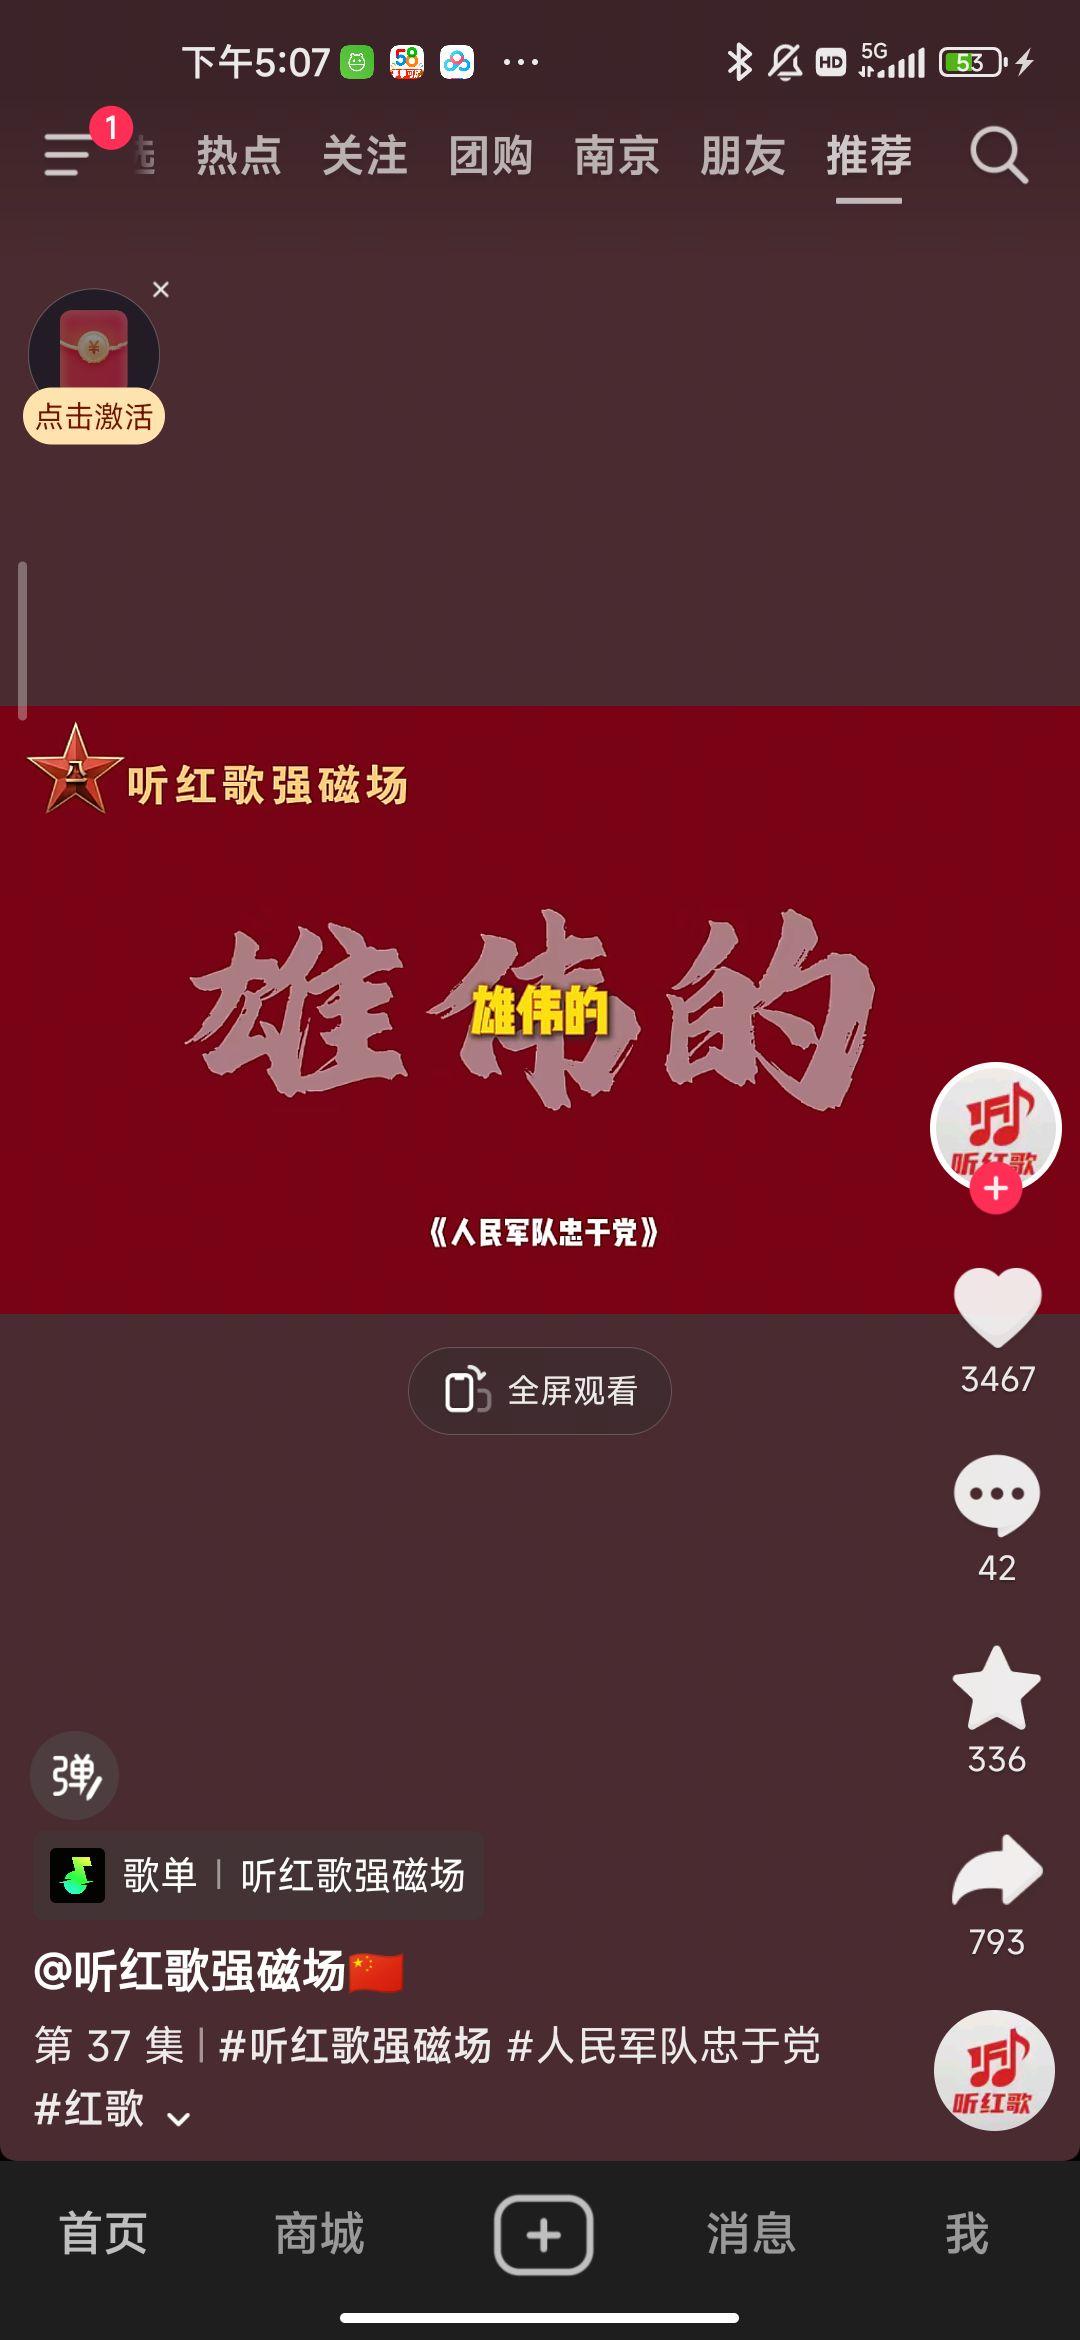 下午5:07
58
HD
5G
53
1
热点 关注 团购 南京 朋友 推荐
点击激活
听红歌强磁场
雄伟的
雄伟的
《人民军队忠于党》
听红歌
全屏观看
3467
42
336
793
弹
歌单 | 听红歌强磁场
@听红歌强磁场
第 37 集 | #听红歌强磁场 #人民军队忠于党
#红歌
听红歌
首页 商城 消息 我